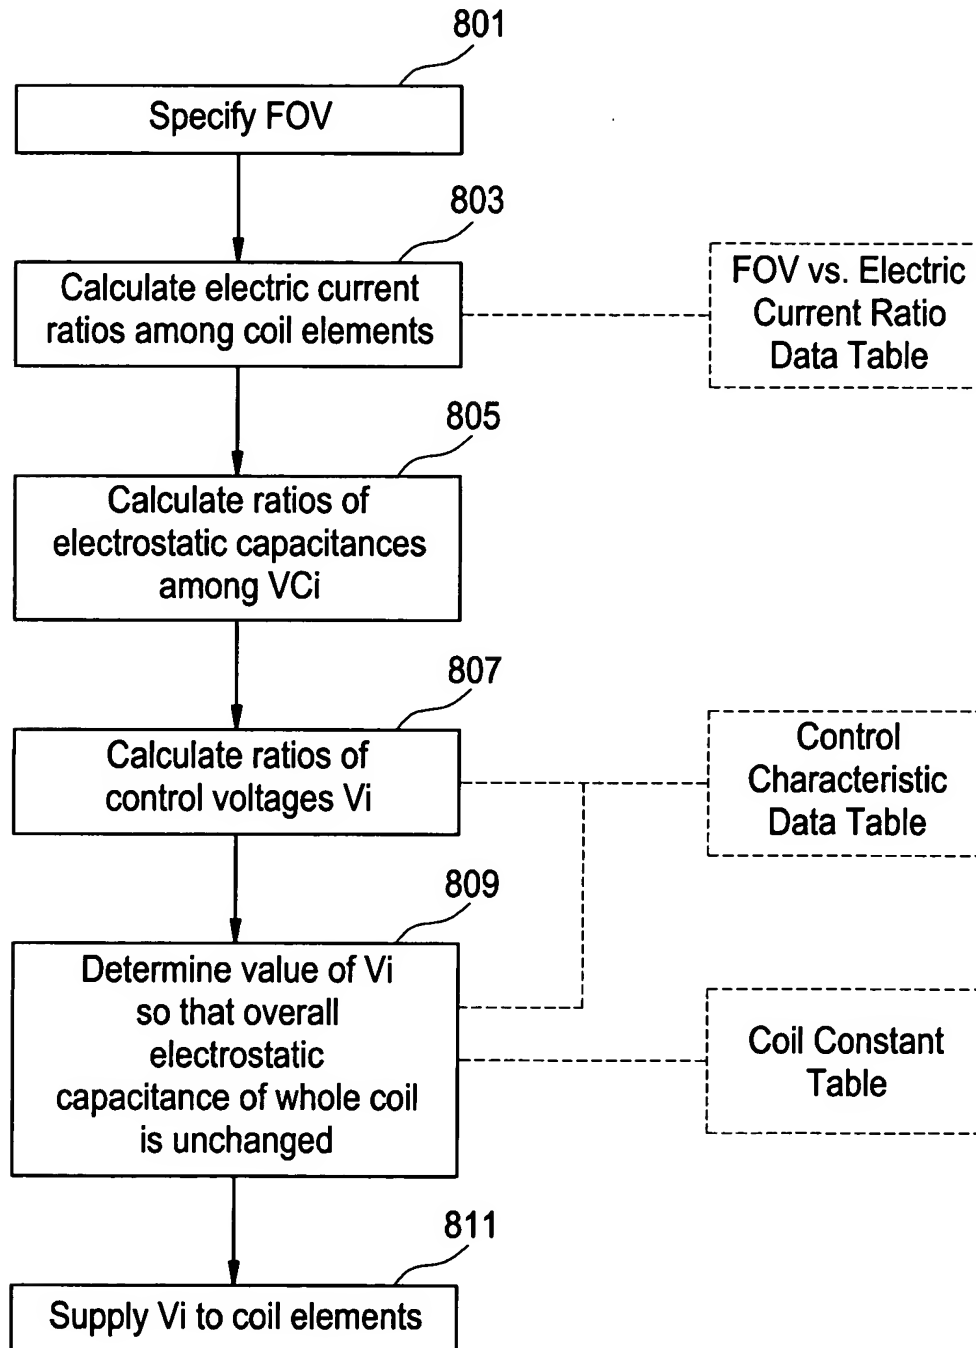 801
Specify FOV
803
Calculate electric current
ratios among coil elements
FOV vs. Electric
Current Ratio
Data Table
805
Calculate ratios of
electrostatic capacitances
among VCi
807
Calculate ratios of
control voltages Vi
Control
Characteristic
Data Table
809
Determine value of Vi
so that overall
electrostatic
capacitance of whole coil
is unchanged
Coil Constant
Table
811
Supply Vi to coil elements